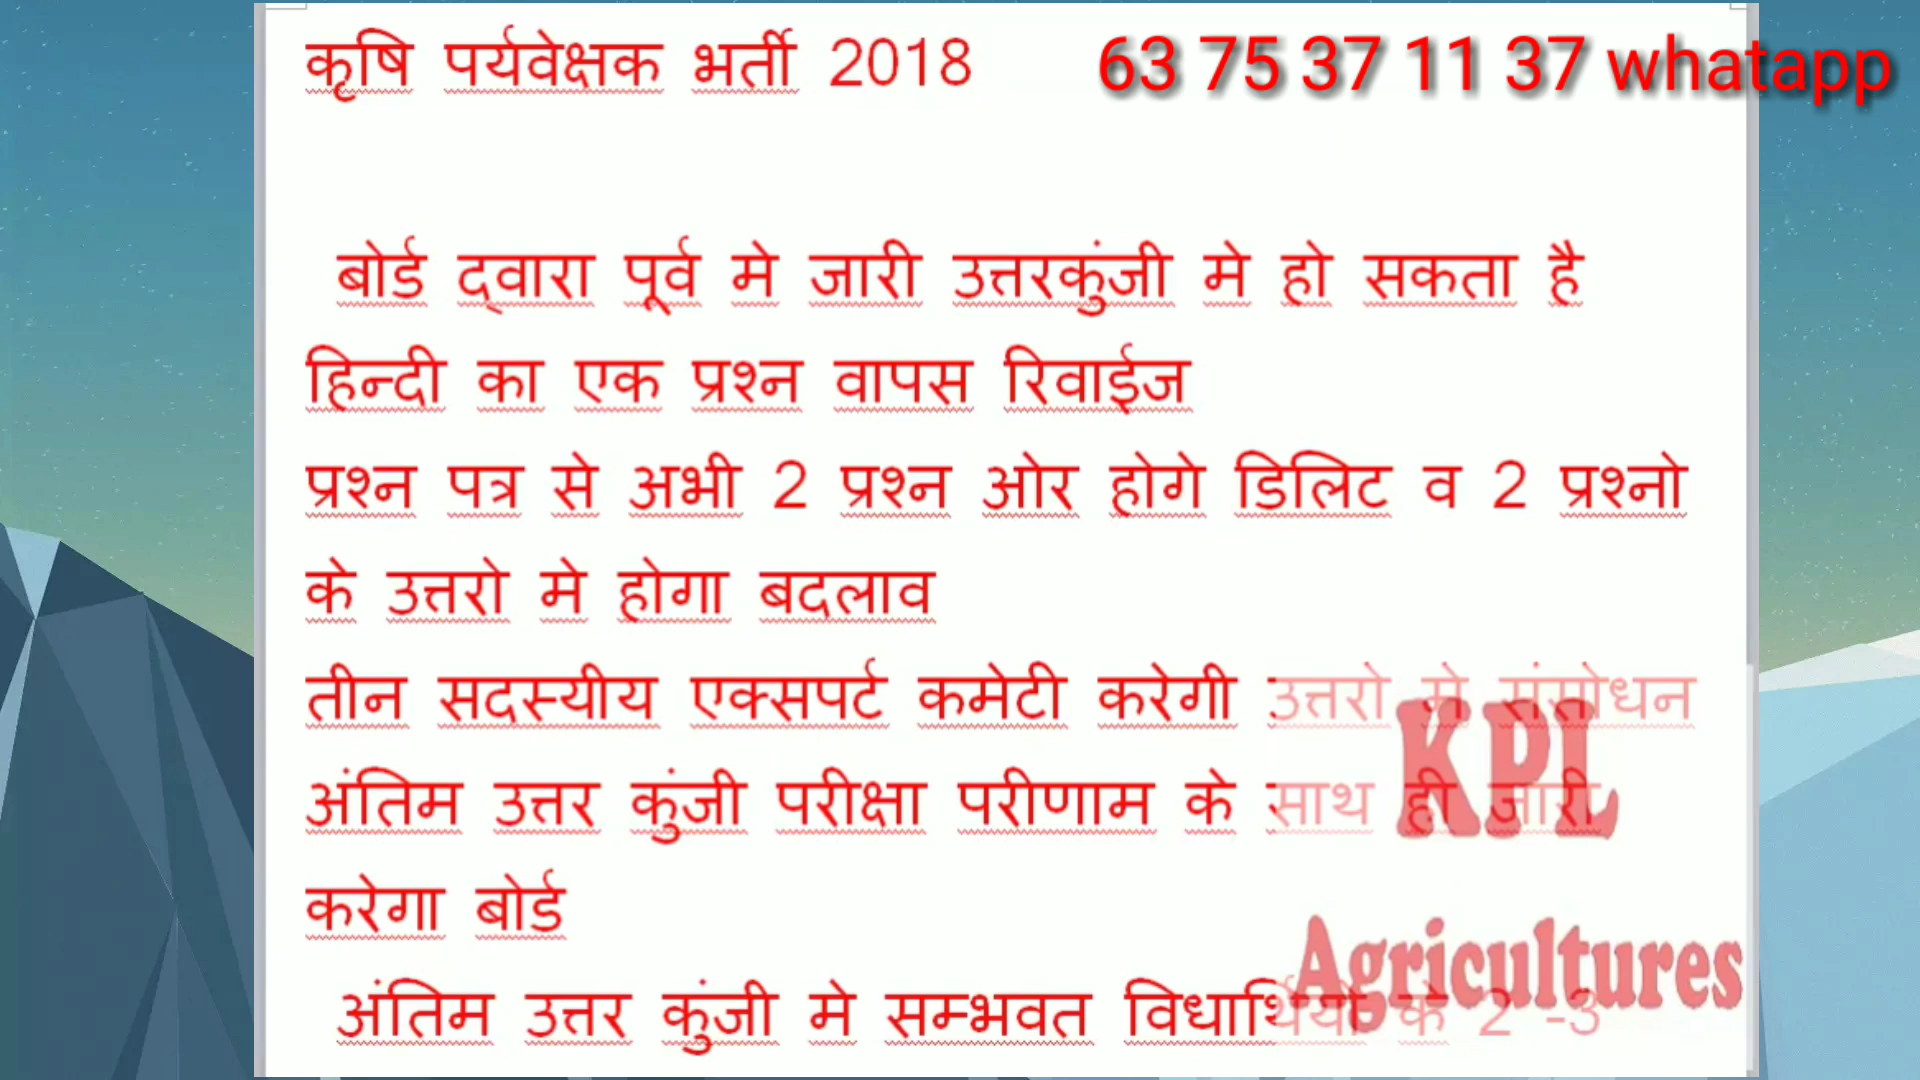 कृषि पर्यवेक्षक भर्ती 2018
63 75 37 11 37 whatapp
बोर्ड द्वारा पूर्व मे जारी उत्तरकुंजी मे हो सकता है
हिन्दी का एक प्रश्न वापस रिवाईज
प्रश्न पत्र से अभी 2 प्रश्न ओर होगे डिलिट व 2 प्रश्नो
के उत्तरो मे होगा बदलाव
तीन सदस्यीय एक्सपर्ट कमेटी करेगी उत्तरो मे संसोधन
अंतिम उत्तर कुंजी परीक्षा परीणाम के साथ ही जारी
करेगा बोर्ड
अंतिम उत्तर कुंजी मे सम्भवत विधार्थियो के 2 -3
KPL
Agricultures